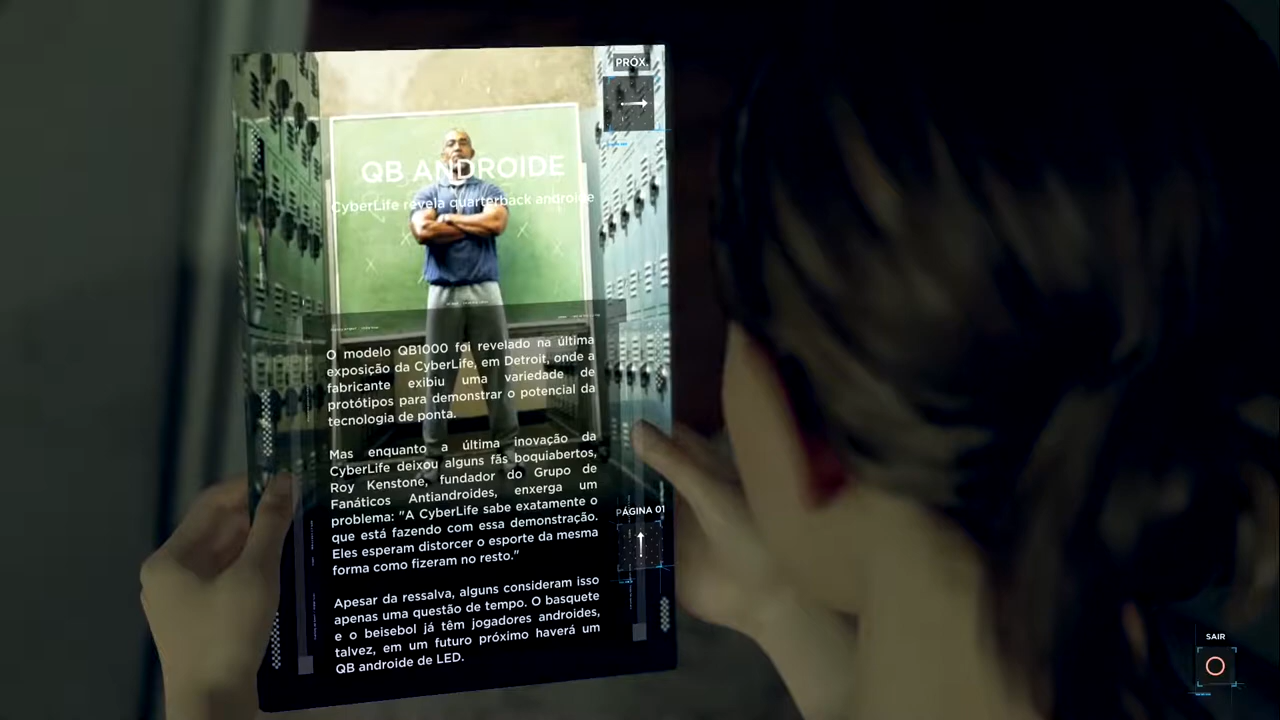 PRÓX.
QB ANDROIDE
CyberLife revela quarterback androide
O modelo QB1000 foi revelado na última
exposição da CyberLife, em Detroit, onde a
fabricante exibiu uma variedade de
protótipos para demonstrar o potencial da
tecnologia de ponta.
Mas enquanto a última inovação da
CyberLife deixou alguns fãs boquiabertos,
Roy Kenstone, fundador do Grupo de
Fanáticos Antiandroides, enxerga um
problema: "A CyberLife sabe exatamente o
que está fazendo com essa demonstração.
Eles esperam distorcer o esporte da mesma
forma como fizeram no resto."
Apesar da ressalva, alguns consideram isso
apenas uma questão de tempo. O basquete
e o beisebol já têm jogadores androides,
talvez, em um futuro próximo haverá um
QB androide de LED.
PÁGINA 01
SAIR